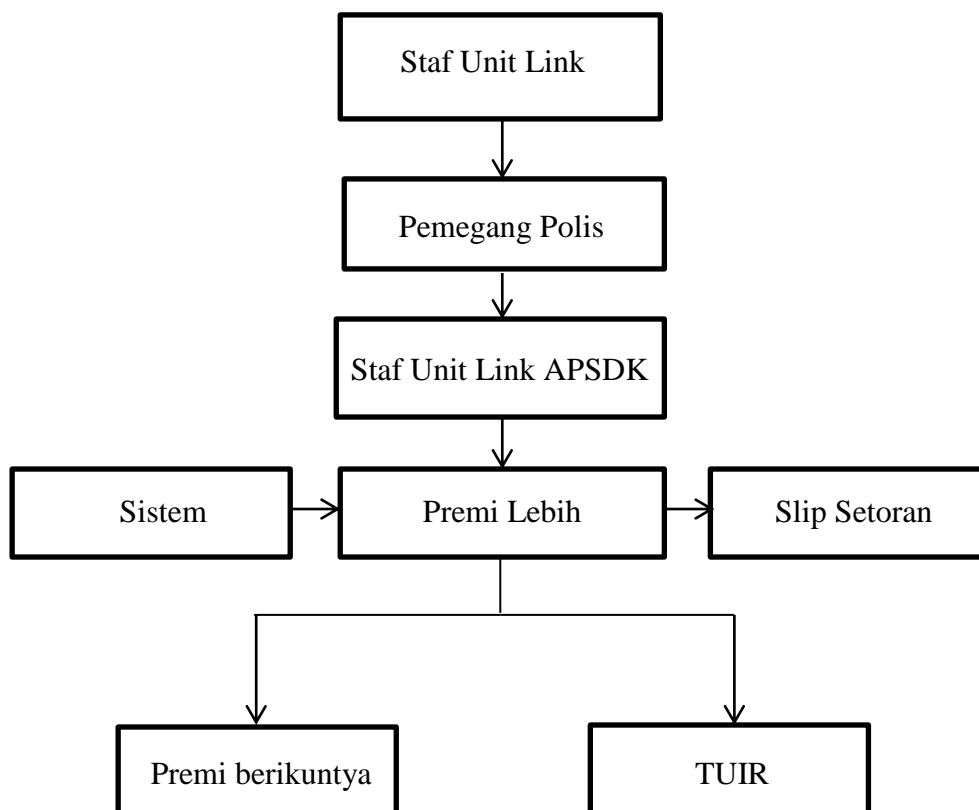 Staf Unit Link
Pemegang Polis
Staf Unit Link APSDK
Sistem
Premi Lebih
Slip Setoran
Premi berikuntya
TUIR